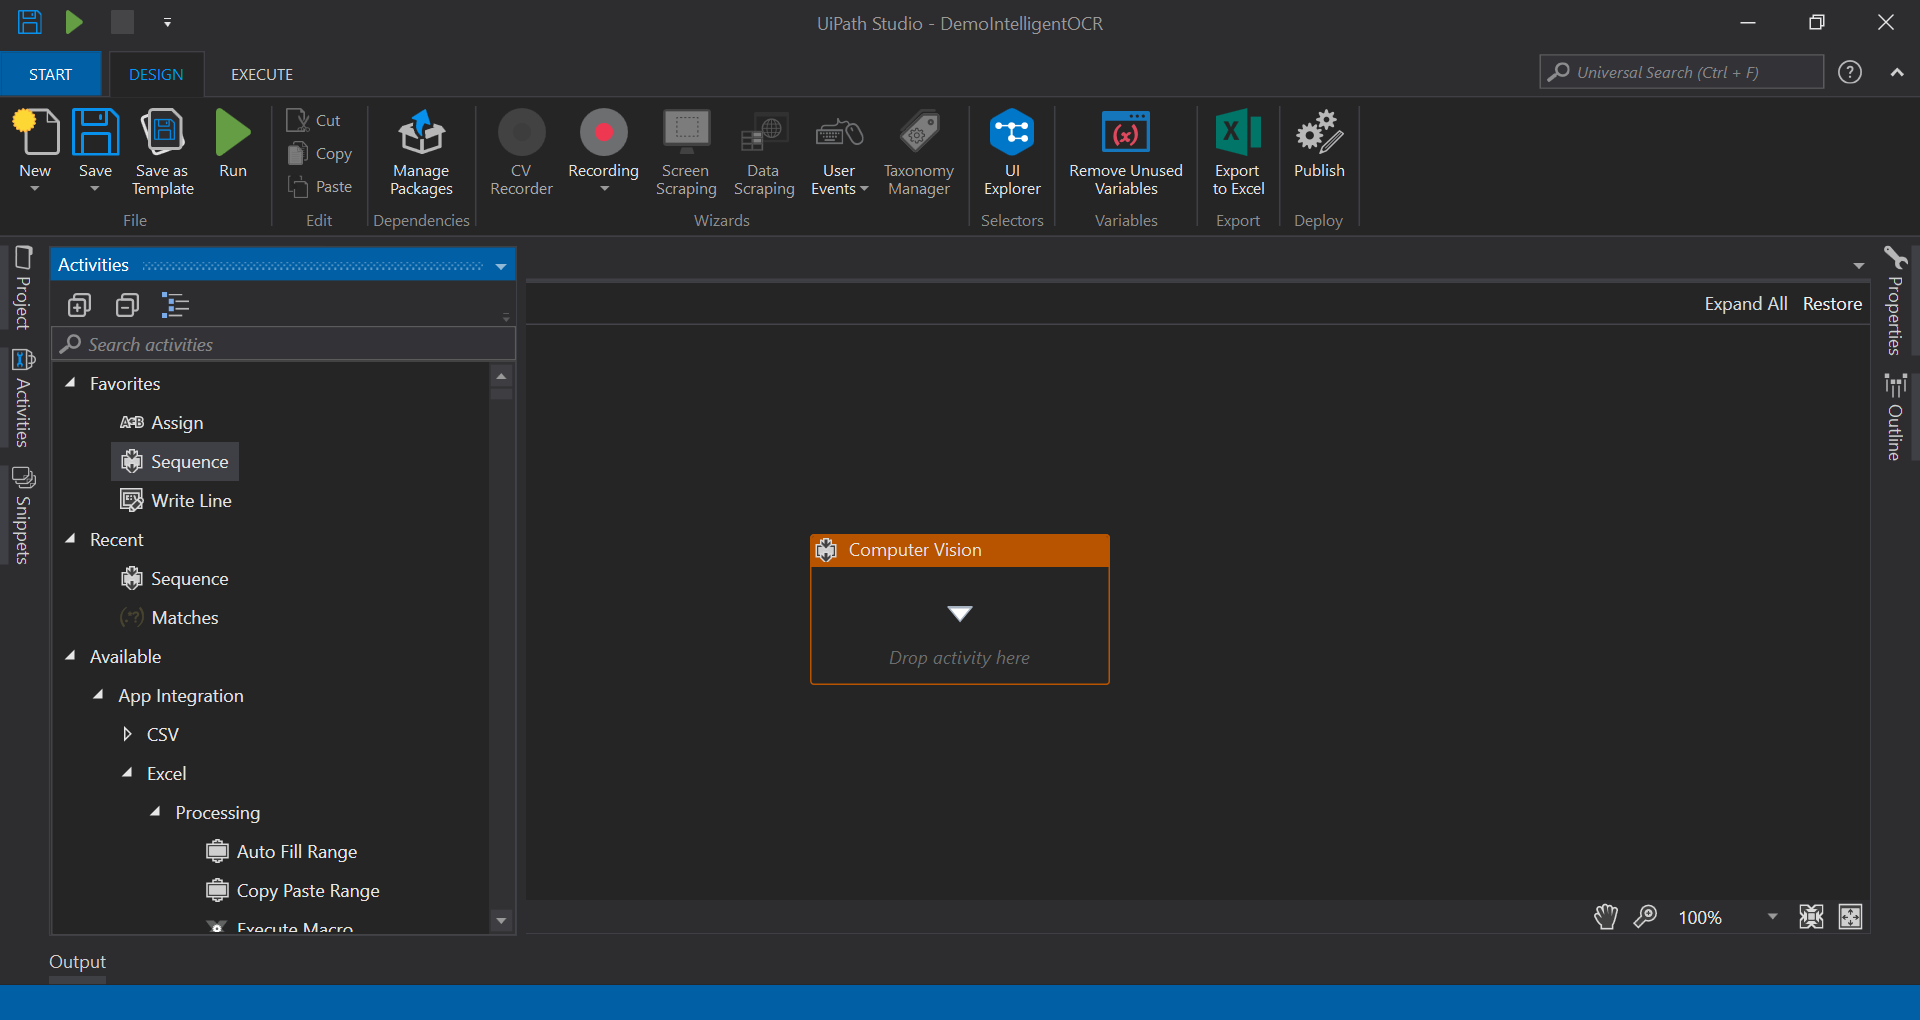 UiPath Studio - DemoIntelligentOCR
START
DESIGN
EXECUTE
Universal Search (Ctrl + F)
New
Save
Save as
Template
Run
File
Cut
Copy
Paste
Edit
Manage
Packages
Dependencies
CV
Recorder
Recording
Screen
Scraping
Data
Scraping
User
Events
Taxonomy
Manager
Wizards
UI
Explorer
Selectors
Remove Unused
Variables
Variables
Export
to Excel
Export
Publish
Deploy
Project
Activities
Snippets
Activities
Search activities
Favorites
Assign
Sequence
Write Line
Recent
Sequence
Matches
Available
App Integration
CSV
Excel
Processing
Auto Fill Range
Copy Paste Range
Execute Macro
Expand All Restore
Computer Vision
Drop activity here
100%
Properties
Outline
Output